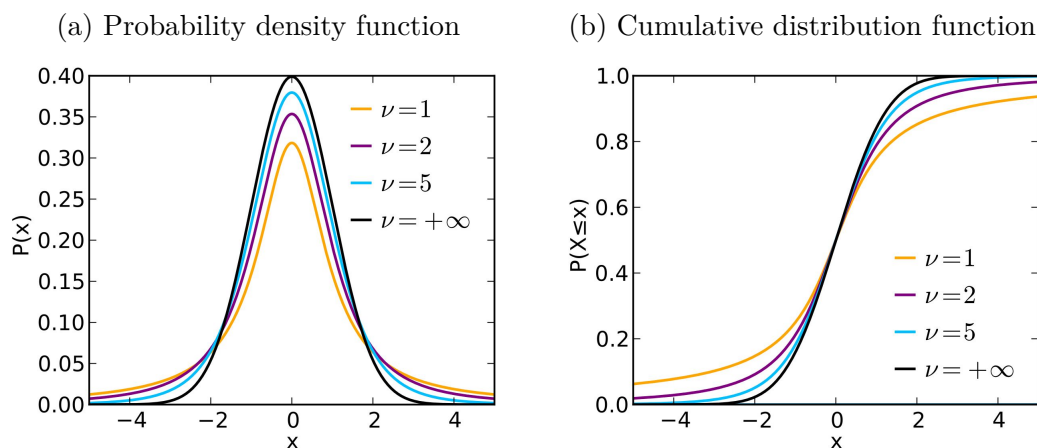 (a) Probability density function
0.40
0.35
0.30
0.25
0.20
0.15
0.10
0.05
0.00
P(x)
−4
−2
0
2
4
x
ν=1
ν=2
ν=5
ν=+∞
(b) Cumulative distribution function
1.0
0.8
0.6
0.4
0.2
0.0
P(X≤x)
−4
−2
0
2
4
x
ν=1
ν=2
ν=5
ν=+∞